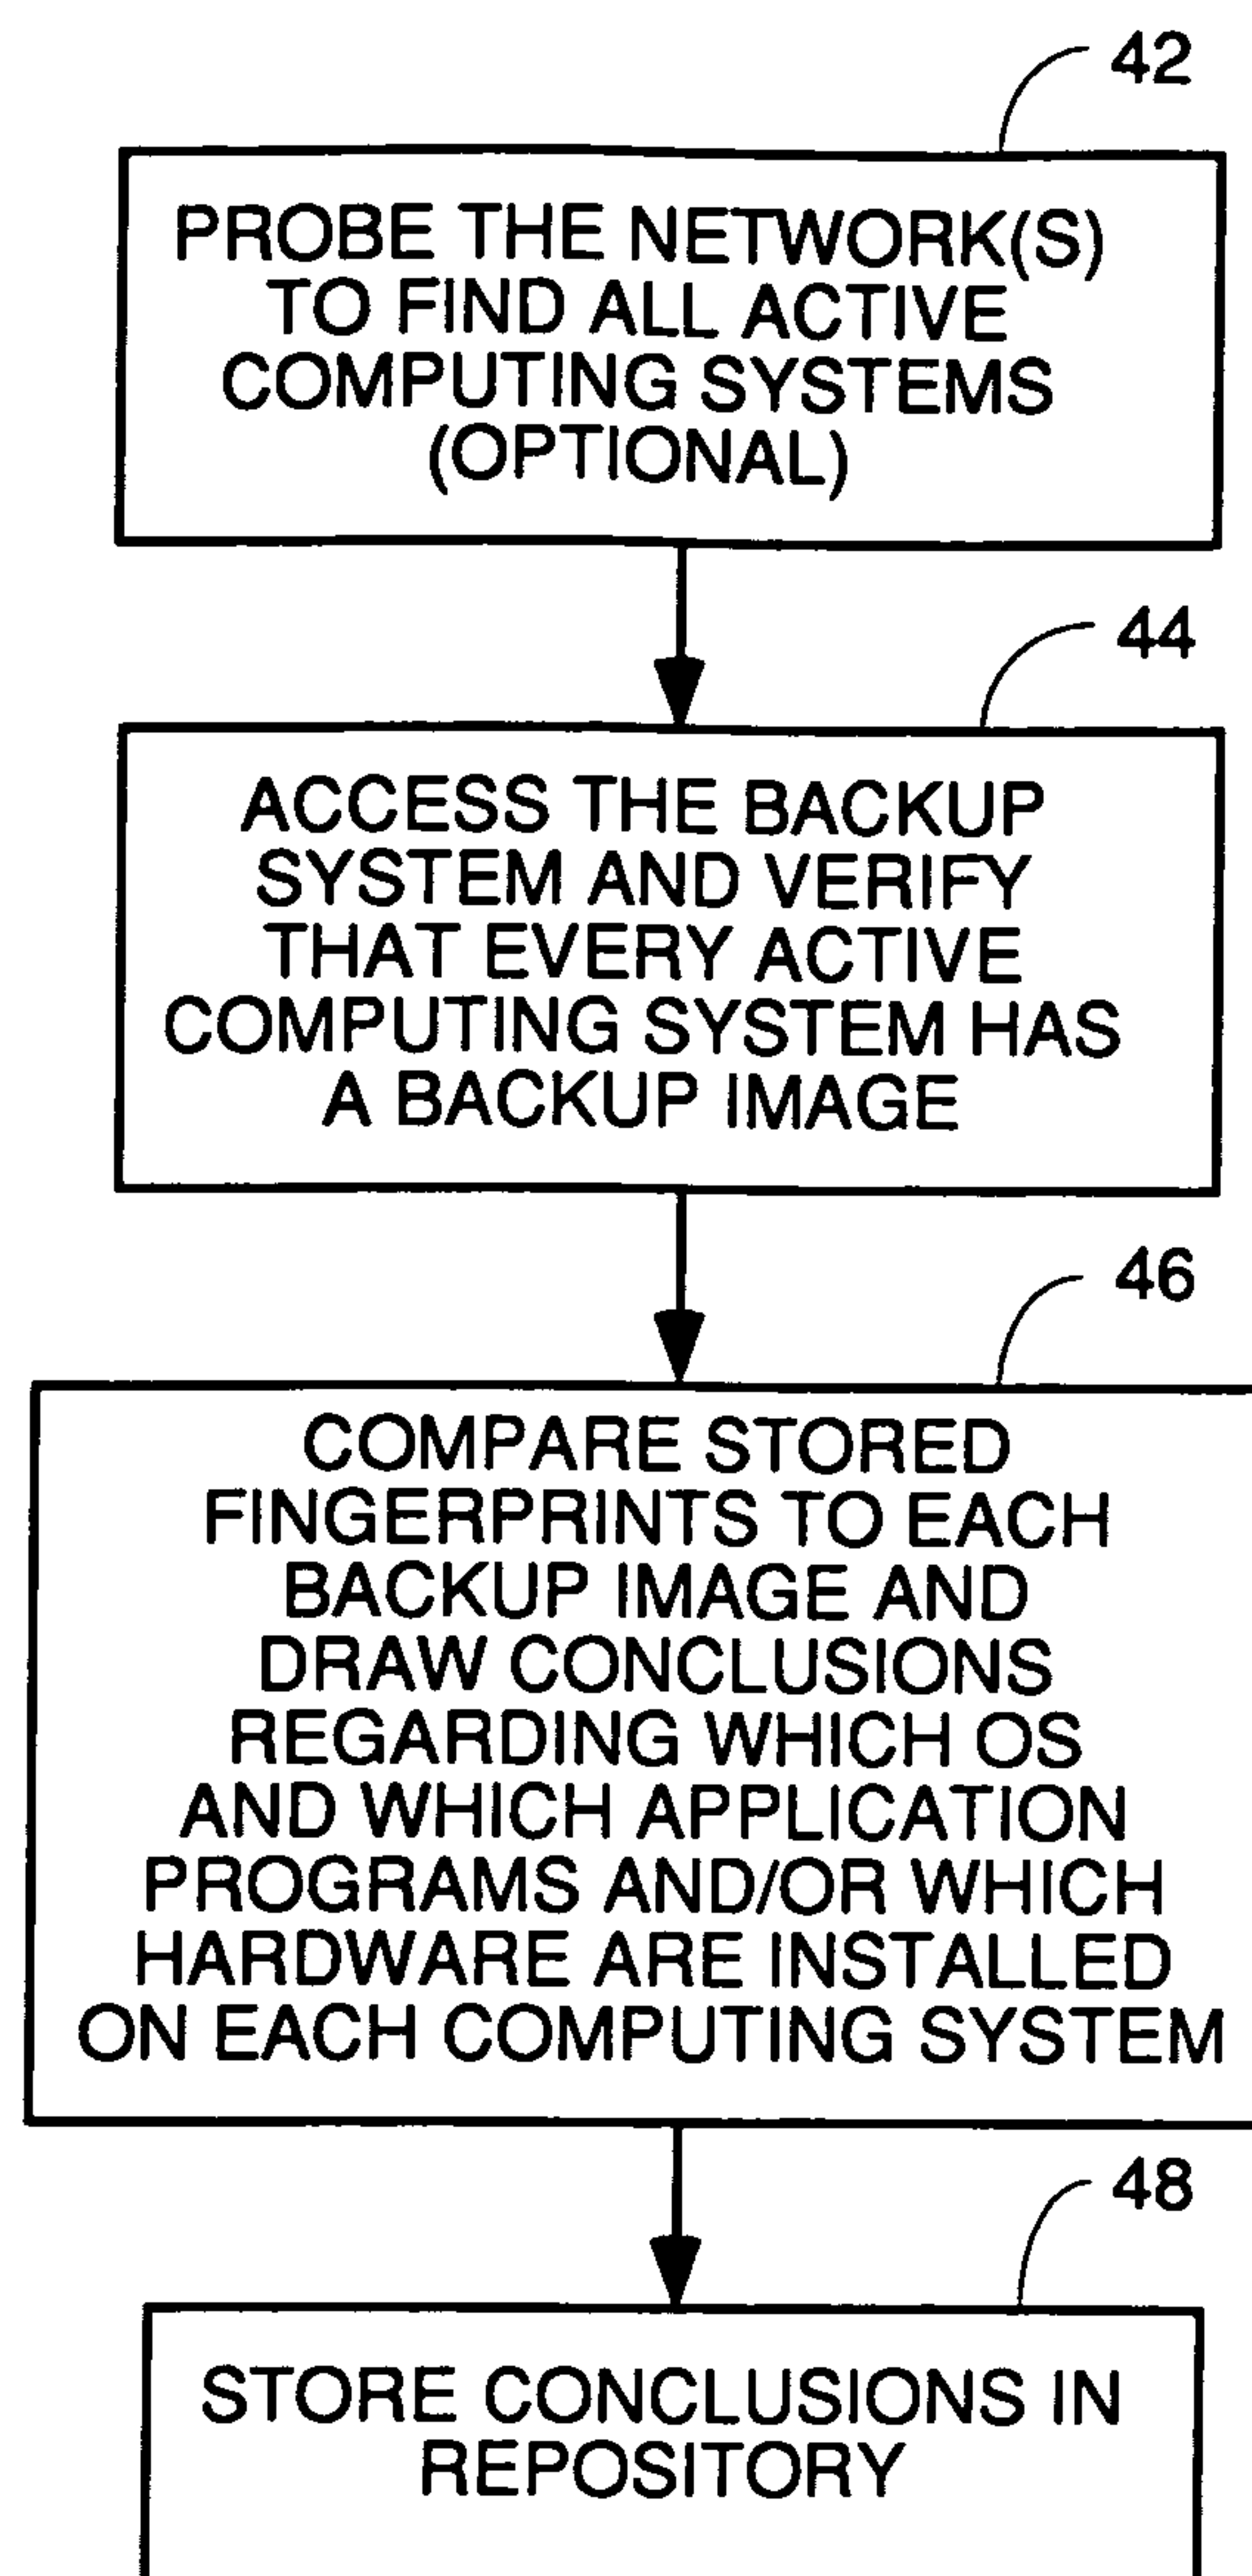 42
PROBE THE NETWORK(S)
TO FIND ALL ACTIVE
COMPUTING SYSTEMS
(OPTIONAL)
44
ACCESS THE BACKUP
SYSTEM AND VERIFY
THAT EVERY ACTIVE
COMPUTING SYSTEM HAS
A BACKUP IMAGE
46
COMPARE STORED
FINGERPRINTS TO EACH
BACKUP IMAGE AND
DRAW CONCLUSIONS
REGARDING WHICH OS
AND WHICH APPLICATION
PROGRAMS AND/OR WHICH
HARDWARE ARE INSTALLED
ON EACH COMPUTING SYSTEM
48
STORE CONCLUSIONS IN
REPOSITORY